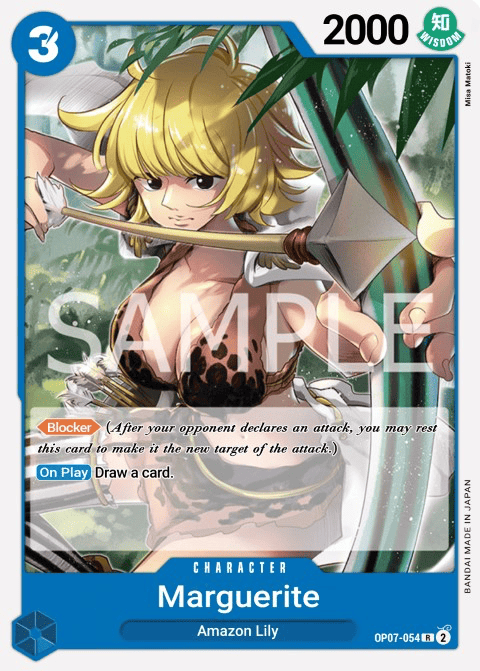 3
2000
知
WISDOM
Misa Matoki
SAMPLE
Blocker (After your opponent declares an attack, you may rest
this card to make it the new target of the attack.)
On Play Draw a card.
BANDAI MADE IN JAPAN
CHARACTER
Marguerite
Amazon Lily
OP07-054 R 2